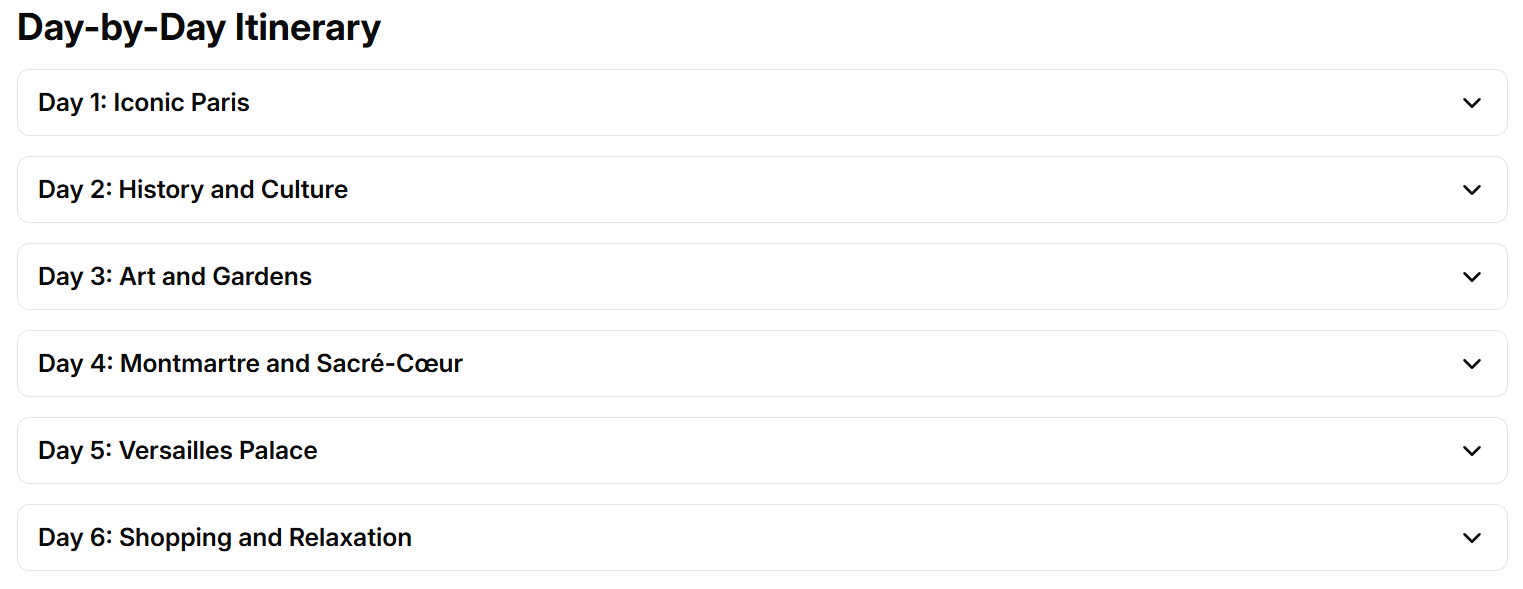 Day-by-Day Itinerary
Day 1: Iconic Paris
Day 2: History and Culture
Day 3: Art and Gardens
Day 4: Montmartre and Sacré-Cœur
Day 5: Versailles Palace
Day 6: Shopping and Relaxation